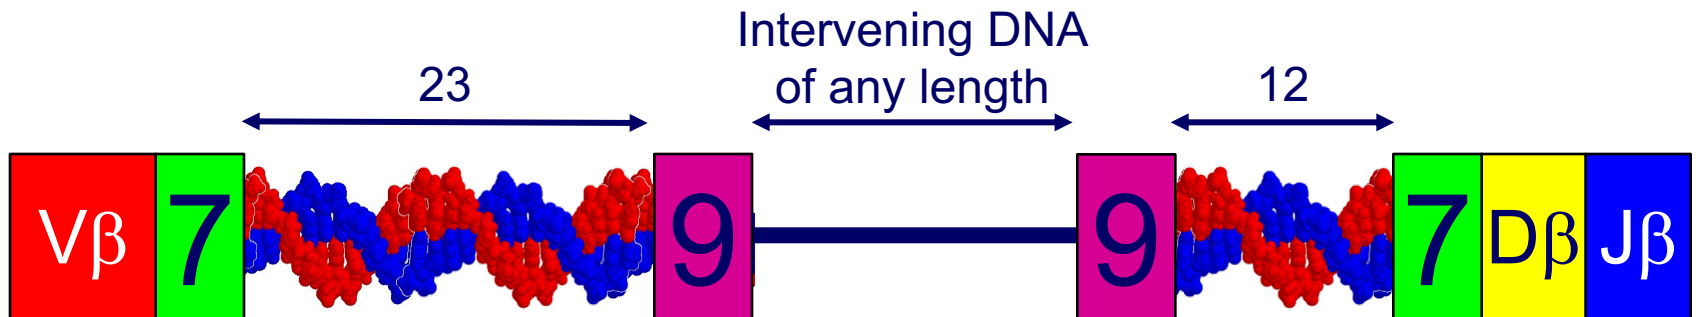 Intervening DNA
of any length
23
12
Vβ 7 9 9 7 Dβ Jβ